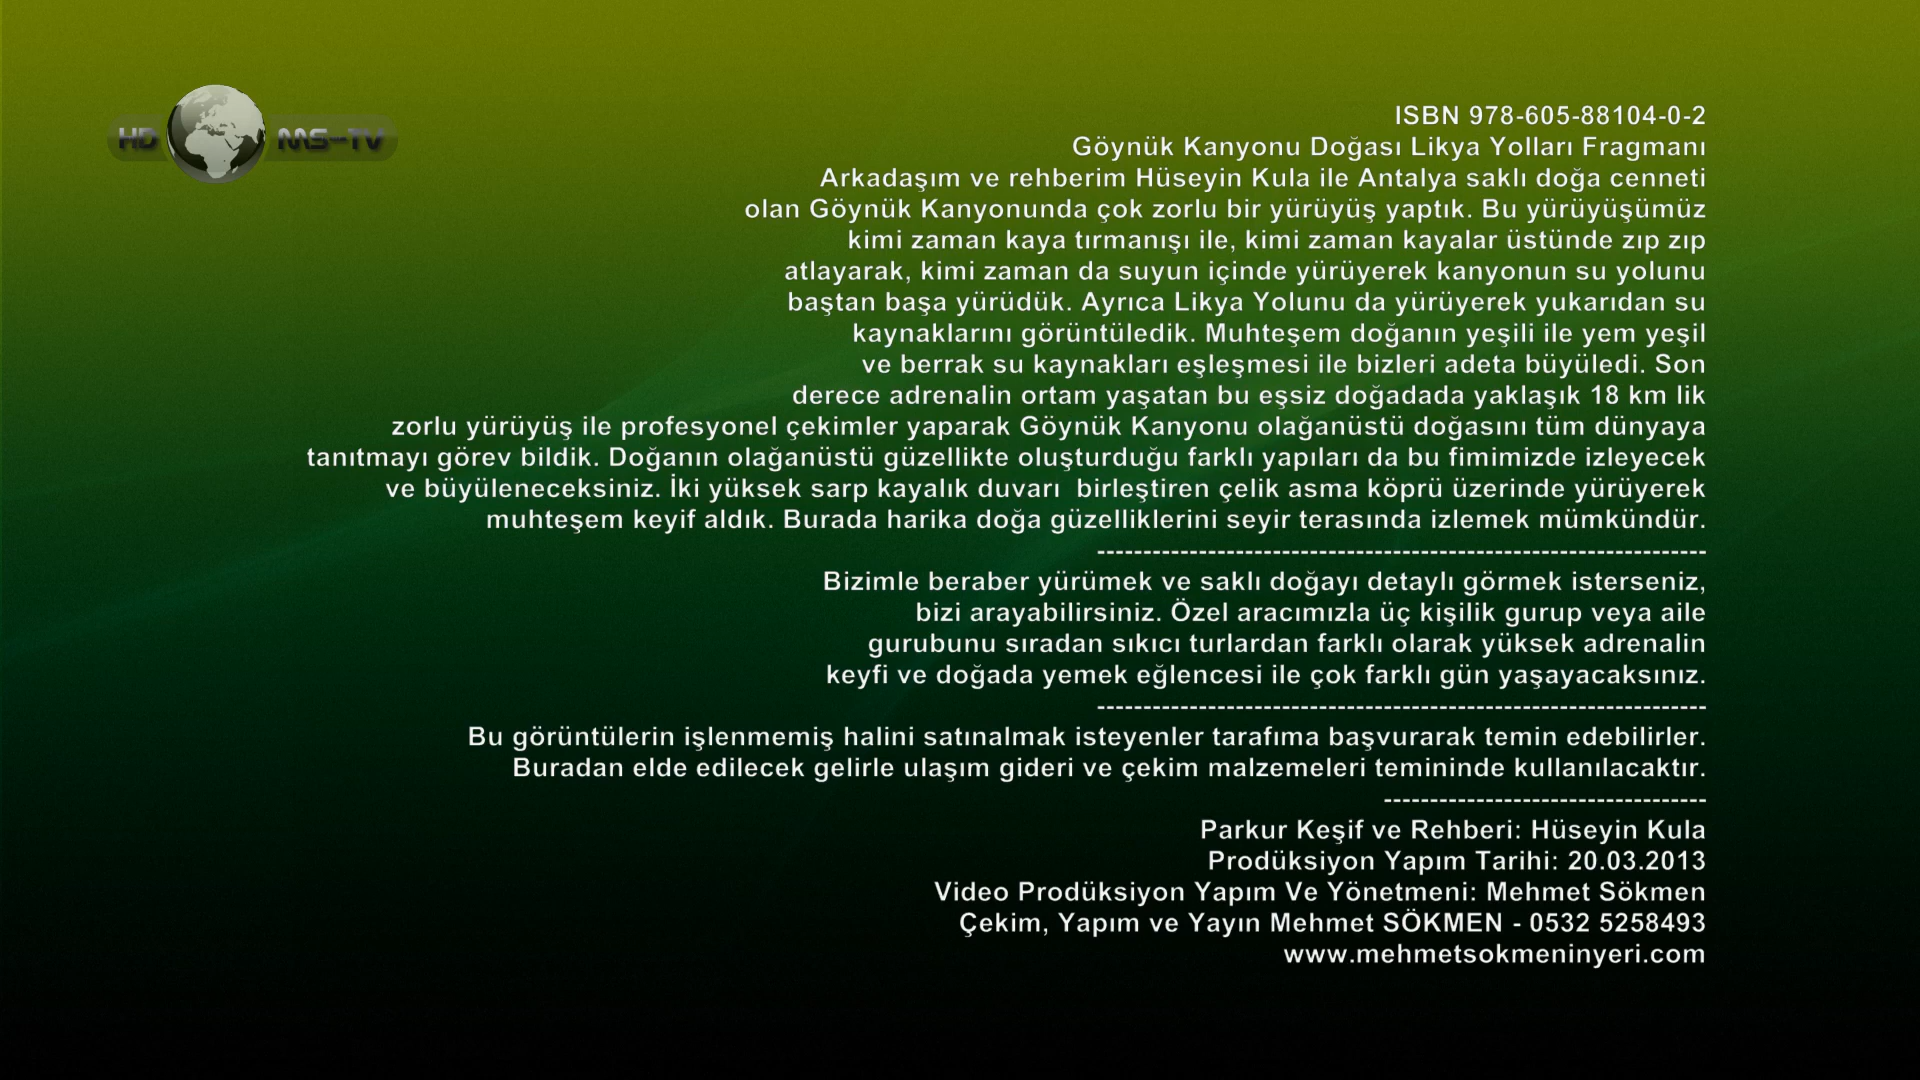 HD MS-TV
ISBN 978-605-88104-0-2
Göynük Kanyonu Doğası Likya Yolları Fragmanı
Arkadaşım ve rehberim Hüseyin Kula ile Antalya saklı doğa cenneti
olan Göynük Kanyonunda çok zorlu bir yürüyüş yaptık. Bu yürüyüşümüz
kimi zaman kaya tırmanışı ile, kimi zaman kayalar üstünde zıp zıp
atlayarak, kimi zaman da suyun içinde yürüyerek kanyonun su yolunu
baştan başa yürüdük. Ayrıca Likya Yolunu da yürüyerek yukarıdan su
kaynaklarını görüntüledik. Muhteşem doğanın yeşili ile yem yeşil
ve berrak su kaynakları eşleşmesi ile bizleri adeta büyüledi. Son
derece adrenalin ortam yaşatan bu eşsiz doğadada yaklaşık 18 km lik
zorlu yürüyüş ile profesyonel çekimler yaparak Göynük Kanyonu olağanüstü doğasını tüm dünyaya
tanıtmayı görev bildik. Doğanın olağanüstü güzellikte oluşturduğu farklı yapıları da bu fimimizde izleyecek
ve büyüleneceksiniz. İki yüksek sarp kayalık duvarı  birleştiren çelik asma köprü üzerinde yürüyerek
muhteşem keyif aldık. Burada harika doğa güzelliklerini seyir terasında izlemek mümkündür.
------------------------------------------------------------------
Bizimle beraber yürümek ve saklı doğayı detaylı görmek isterseniz,
bizi arayabilirsiniz. Özel aracımızla üç kişilik gurup veya aile
gurubunu sıradan sıkıcı turlardan farklı olarak yüksek adrenalin
keyfi ve doğada yemek eğlencesi ile çok farklı gün yaşayacaksınız.
------------------------------------------------------------------
Bu görüntülerin işlenmemiş halini satınalmak isteyenler tarafıma başvurarak temin edebilirler.
Buradan elde edilecek gelirle ulaşım gideri ve çekim malzemeleri temininde kullanılacaktır.
-----------------------------------
Parkur Keşif ve Rehberi: Hüseyin Kula
Prodüksiyon Yapım Tarihi: 20.03.2013
Video Prodüksiyon Yapım Ve Yönetmeni: Mehmet Sökmen
Çekim, Yapım ve Yayın Mehmet SÖKMEN - 0532 5258493
www.mehmetsokmeninyeri.com